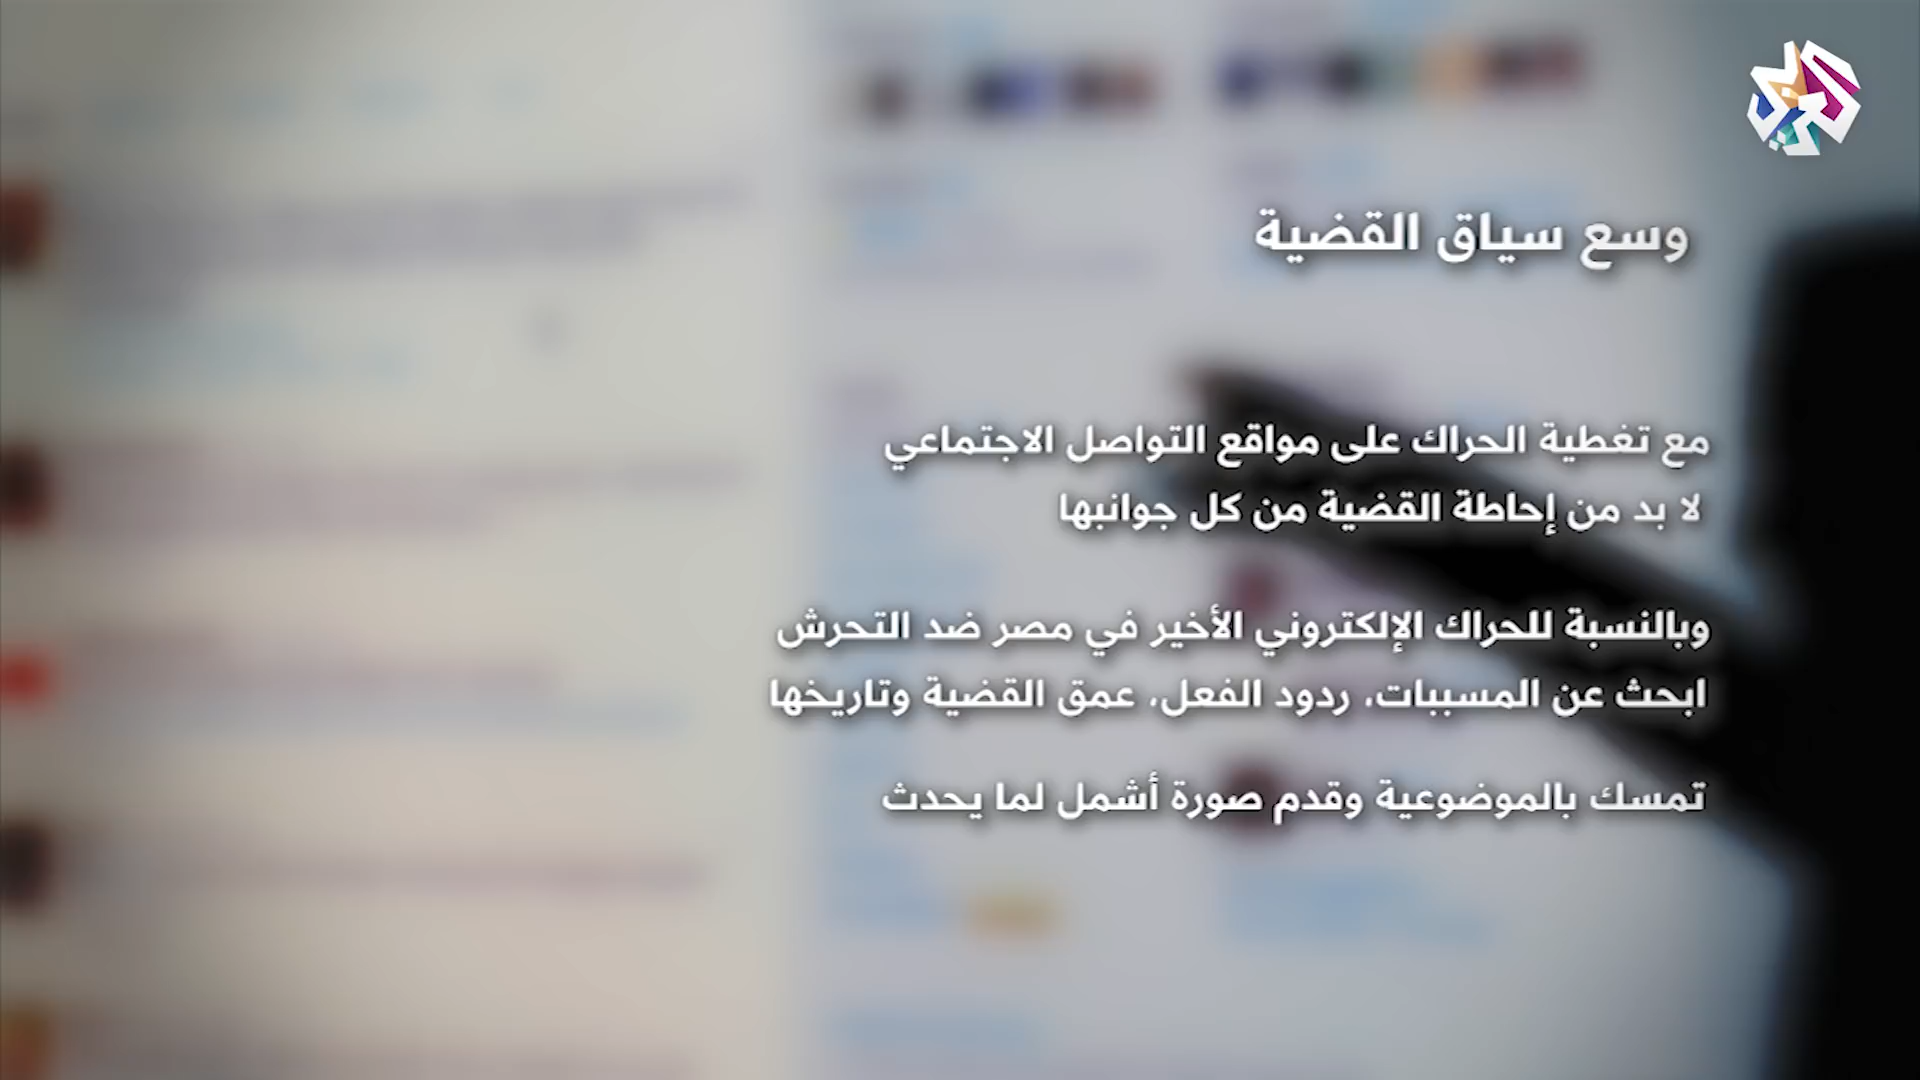 وسع سياق القضية
مع تغطية الحراك على مواقع التواصل الاجتماعي
لا بد من إحاطة القضية من كل جوانبها
وبالنسبة للحراك الإلكتروني الأخير في مصر ضد التحرش
ابحث عن المسببات، ردود الفعل، عمق القضية وتاريخها
تمسك بالموضوعية وقدم صورة أشمل لما يحدث